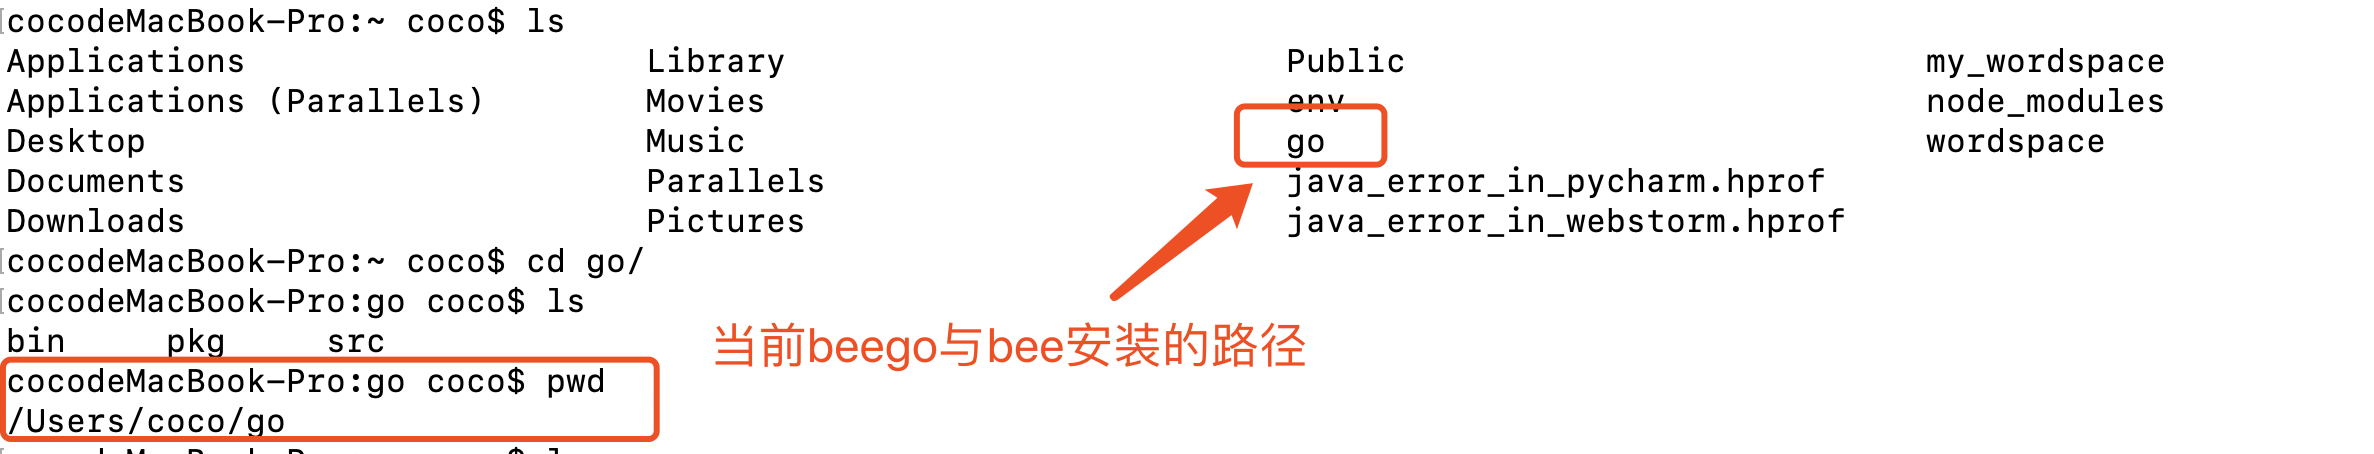 cocodeMacBook-Pro:~ coco$ ls
Applications Library Public my_wordspace
Applications (Parallels) Movies env node_modules
Desktop Music go wordspace
Documents Parallels java_error_in_pycharm.hprof
Downloads Pictures java_error_in_webstorm.hprof
cocodeMacBook-Pro:~ coco$ cd go/
cocodeMacBook-Pro:go coco$ ls
bin pkg src
当前beego与bee安装的路径
cocodeMacBook-Pro:go coco$ pwd
/Users/coco/go